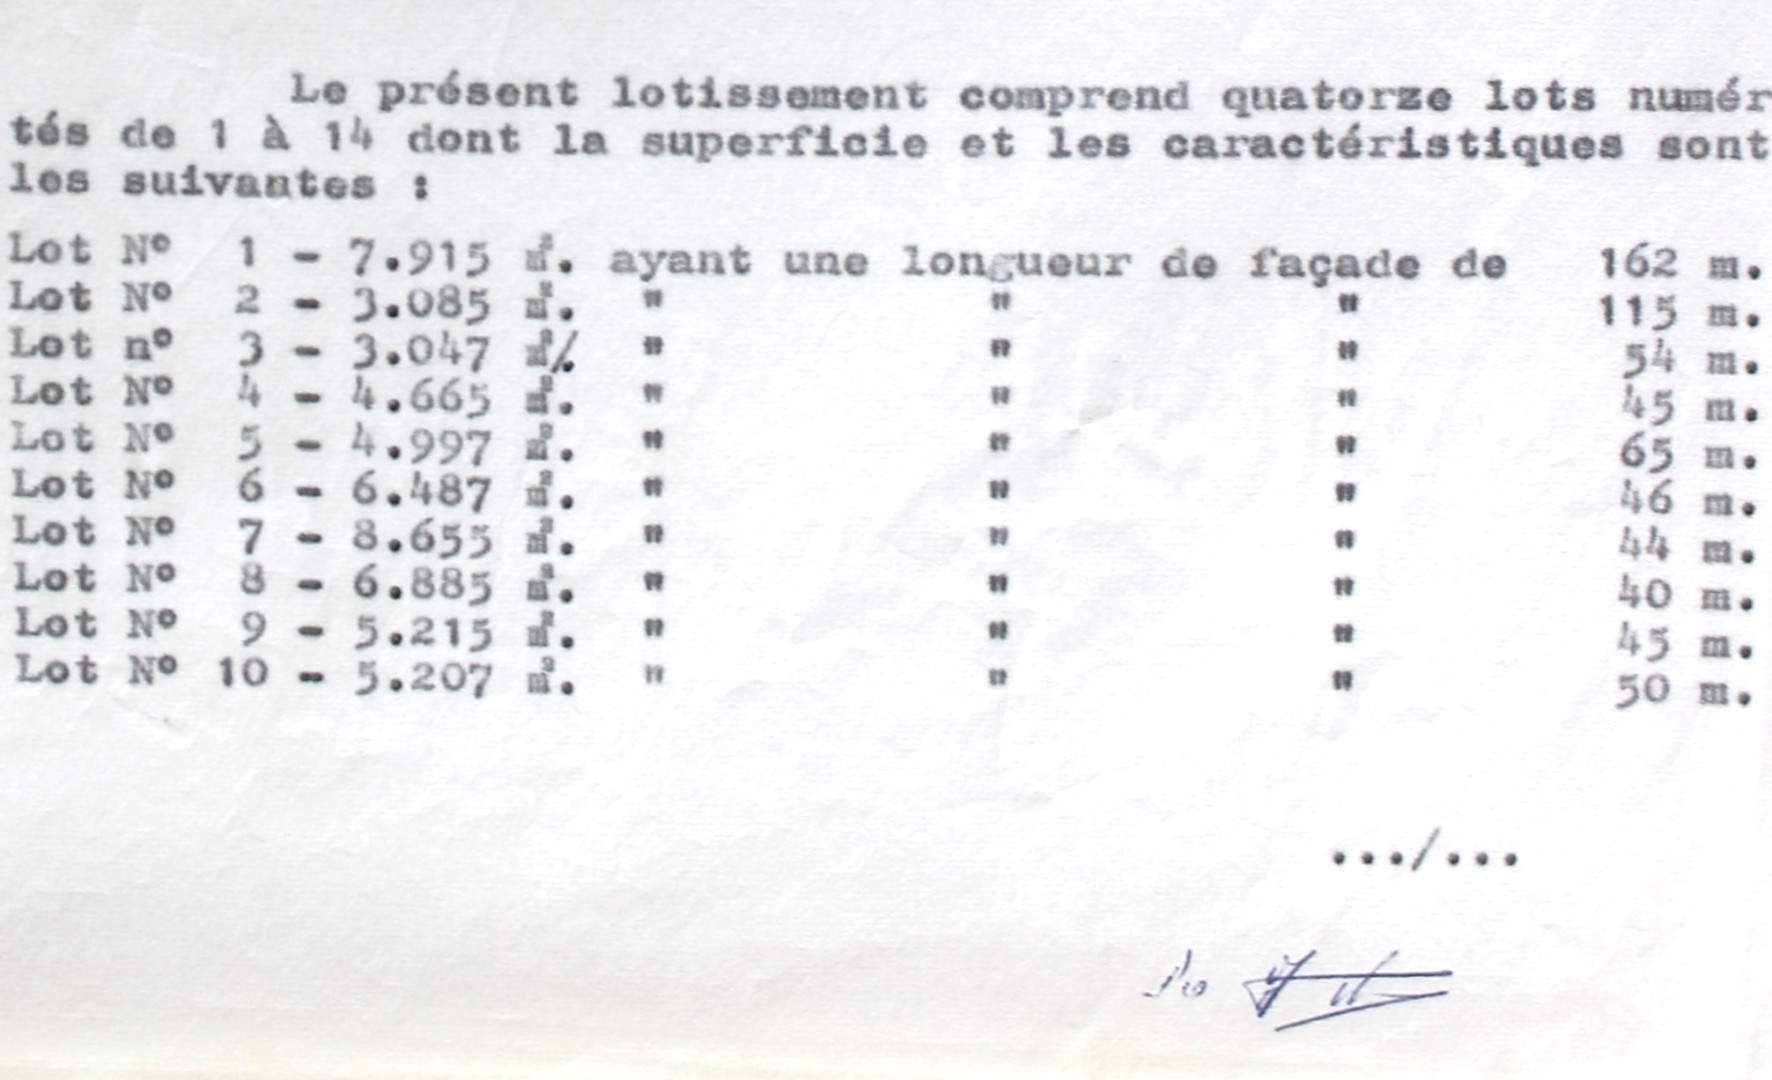 Le présent lotissement comprend quatorze lots numér
tés de 1 à 14 dont la superficie et les caractéristiques sont
les suivantes :
Lot N° 1 - 7.915 m². ayant une longueur de façade de 162 m.
Lot N° 2 - 3.085 m². " " " 115 m.
Lot n° 3 - 3.047 m²/. " " " 54 m.
Lot N° 4 - 4.665 m². " " " 45 m.
Lot N° 5 - 4.997 m². " " " 65 m.
Lot N° 6 - 6.487 m². " " " 46 m.
Lot N° 7 - 8.655 m². " " " 44 m.
Lot N° 8 - 6.885 m². " " " 40 m.
Lot N° 9 - 5.215 m². " " " 45 m.
Lot N° 10 - 5.207 m². " " " 50 m.
.../...